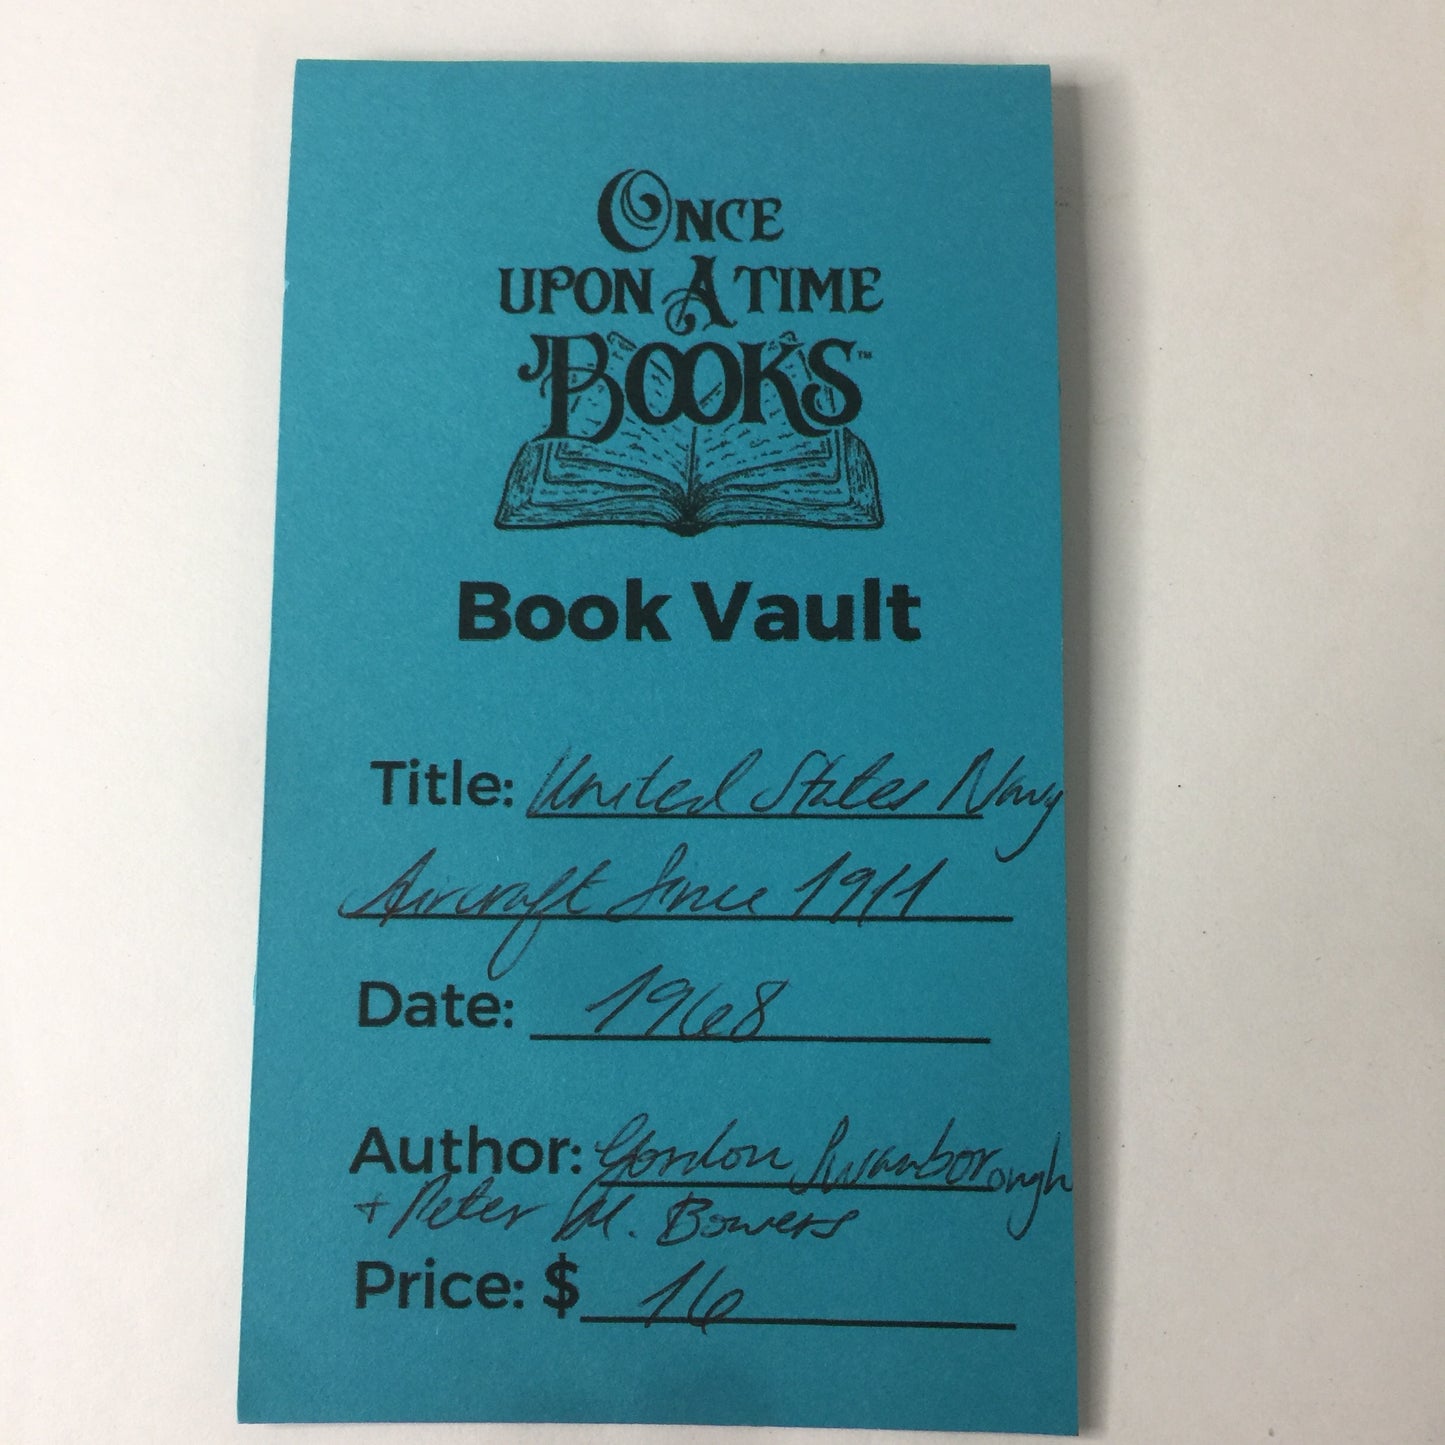 ONCE
UPON A TIME
BOOKS™
Book Vault
Title: United States Navy
Aircraft Since 1911
Date: 1968
Author: Gordon Swanborough
+ Peter M. Bowers
Price: $ 16